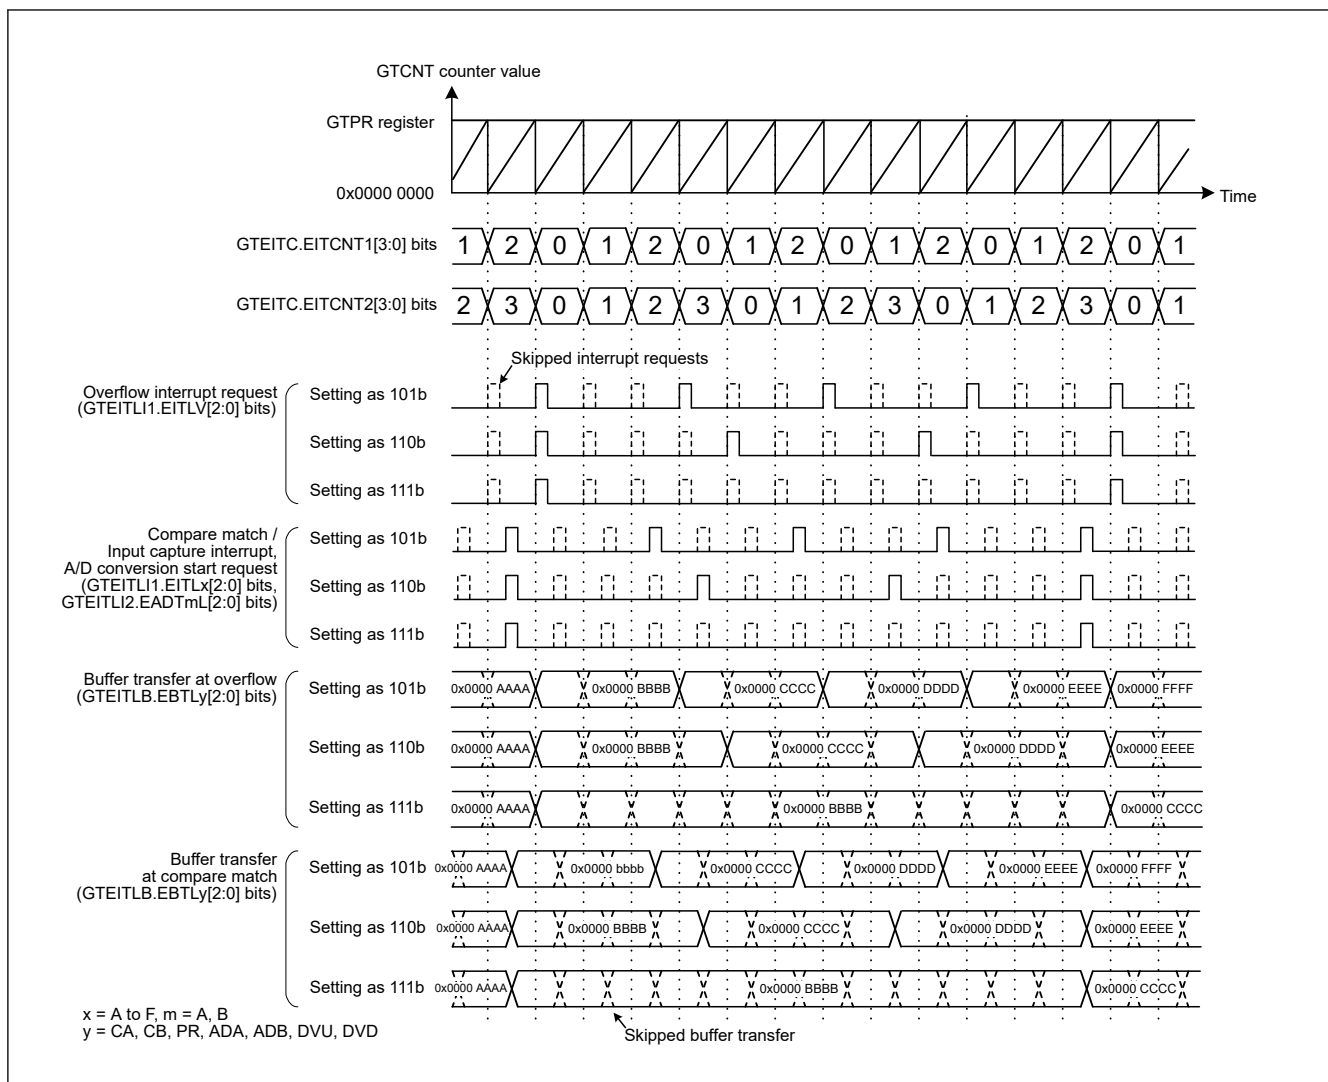 GTCNT counter value
GTPR register
0x0000 0000
Time
GTEITC.EITCNT1[3:0] bits 1 2 0 1 2 0 1 2 0 1 2 0 1 2 0 1
GTEITC.EITCNT2[3:0] bits 2 3 0 1 2 3 0 1 2 3 0 1 2 3 0 1
Skipped interrupt requests
Overflow interrupt request
(GTEITLI1.EITLV[2:0] bits)
Setting as 101b
Setting as 110b
Setting as 111b
Compare match /
Input capture interrupt,
A/D conversion start request
(GTEITLI1.EITLx[2:0] bits,
GTEITLI2.EADTmL[2:0] bits)
Setting as 101b
Setting as 110b
Setting as 111b
Buffer transfer at overflow
(GTEITLB.EBTLy[2:0] bits)
Setting as 101b 0x0000 AAAA 0x0000 BBBB 0x0000 CCCC 0x0000 DDDD 0x0000 EEEE 0x0000 FFFF
Setting as 110b 0x0000 AAAA 0x0000 BBBB 0x0000 CCCC 0x0000 DDDD 0x0000 EEEE
Setting as 111b 0x0000 AAAA 0x0000 BBBB 0x0000 CCCC
Buffer transfer
at compare match
(GTEITLB.EBTLy[2:0] bits)
Setting as 101b 0x0000 AAAA 0x0000 bbbb 0x0000 CCCC 0x0000 DDDD 0x0000 EEEE 0x0000 FFFF
Setting as 110b 0x0000 AAAA 0x0000 BBBB 0x0000 CCCC 0x0000 DDDD 0x0000 EEEE
Setting as 111b 0x0000 AAAA 0x0000 BBBB 0x0000 CCCC
x = A to F, m = A, B
y = CA, CB, PR, ADA, ADB, DVU, DVD
Skipped buffer transfer